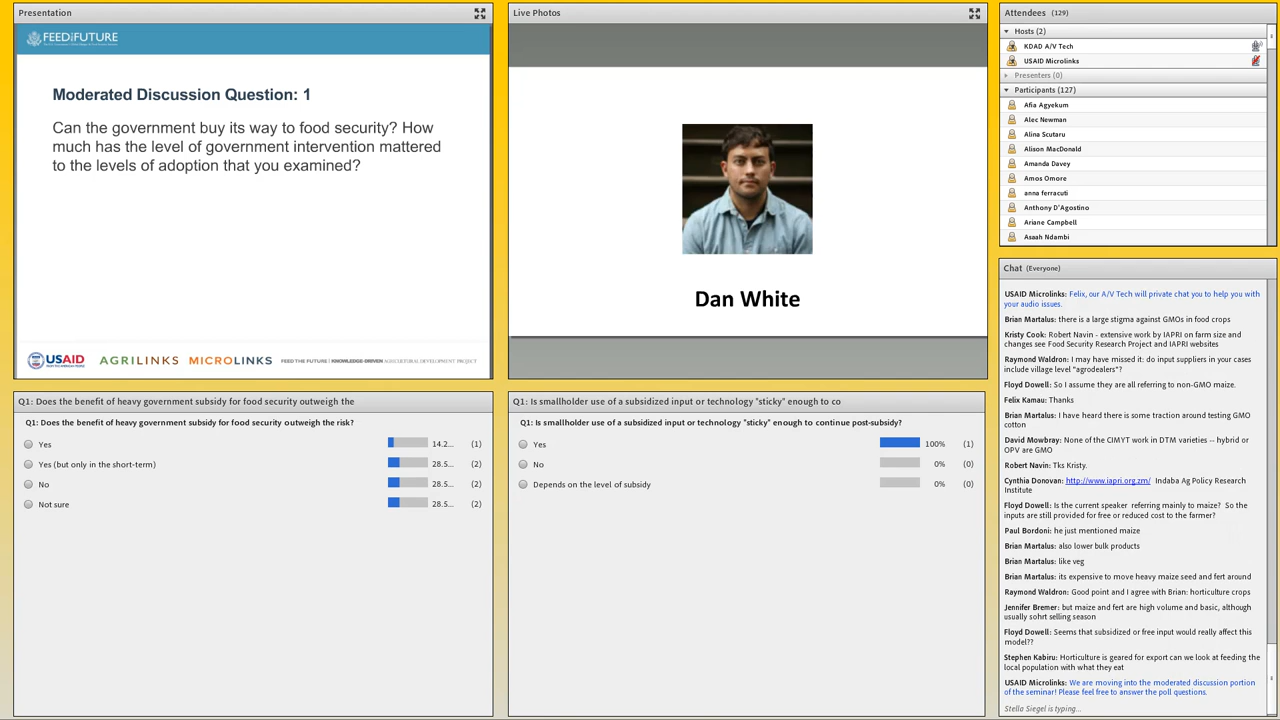 Presentation
FEED THE FUTURE
Moderated Discussion Question: 1
Can the government buy its way to food security? How
much has the level of government intervention mattered
to the levels of adoption that you examined?
USAID
FROM THE AMERICAN PEOPLE
AGRILINKS
MICROLINKS
FEED THE FUTURE | KNOWLEDGE-DRIVEN AGRICULTURAL DEVELOPMENT PROJECT
Live Photos
Dan White
Attendees (129)
Hosts (2)
KDAD A/V Tech
USAID Microlinks
Presenters (0)
Participants (127)
Afia Agyekum
Alec Newman
Alina Scutaru
Alison MacDonald
Amanda Davey
Amos Omore
anna ferracuti
Anthony D'Agostino
Ariane Campbell
Asaah Ndambi
Chat (Everyone)
USAID Microlinks: Felix, our A/V Tech will private chat you to help you with
your audio issues.
Brian Martalus: there is a large stigma against GMOs in food crops
Kristy Cook: Robert Navin - extensive work by IAPRI on farm size and
changes see Food Security Research Project and IAPRI websites
Raymond Waldron: I may have missed it: do input suppliers in your cases
include village level "agrodealers"?
Floyd Dowell: So I assume they are all referring to non-GMO maize.
Felix Kamau: Thanks
Brian Martalus: I have heard there is some traction around testing GMO
cotton
David Mowbray: None of the CIMYT work in DTM varieties -- hybrid or
OPV are GMO
Robert Navin: Tks Kristy.
Cynthia Donovan: http://www.iapri.org.zm/ Indaba Ag Policy Research
Institute
Floyd Dowell: Is the current speaker referring mainly to maize? So the
inputs are still provided for free or reduced cost to the farmer?
Paul Bordoni: he just mentioned maize
Brian Martalus: also lower bulk products
Brian Martalus: like veg
Brian Martalus: its expensive to move heavy maize seed and fert around
Raymond Waldron: Good point and I agree with Brian: horticulture crops
Jennifer Bremer: but maize and fert are high volume and basic, although
usually sohrt selling season
Floyd Dowell: Seems that subsidized or free input would really affect this
model??
Stephen Kabiru: Horticulture is geared for export can we look at feeding the
local population with what they eat
USAID Microlinks: We are moving into the moderated discussion portion
of the seminar! Please feel free to answer the poll questions.
Stella Siegel is typing...
Q1: Does the benefit of heavy government subsidy for food security outweigh the
Q1: Does the benefit of heavy government subsidy for food security outweigh the risk?
Yes 14.2... (1)
Yes (but only in the short-term) 28.5... (2)
No 28.5... (2)
Not sure 28.5... (2)
Q1: Is smallholder use of a subsidized input or technology "sticky" enough to co
Q1: Is smallholder use of a subsidized input or technology "sticky" enough to continue post-subsidy?
Yes 100% (1)
No 0% (0)
Depends on the level of subsidy 0% (0)